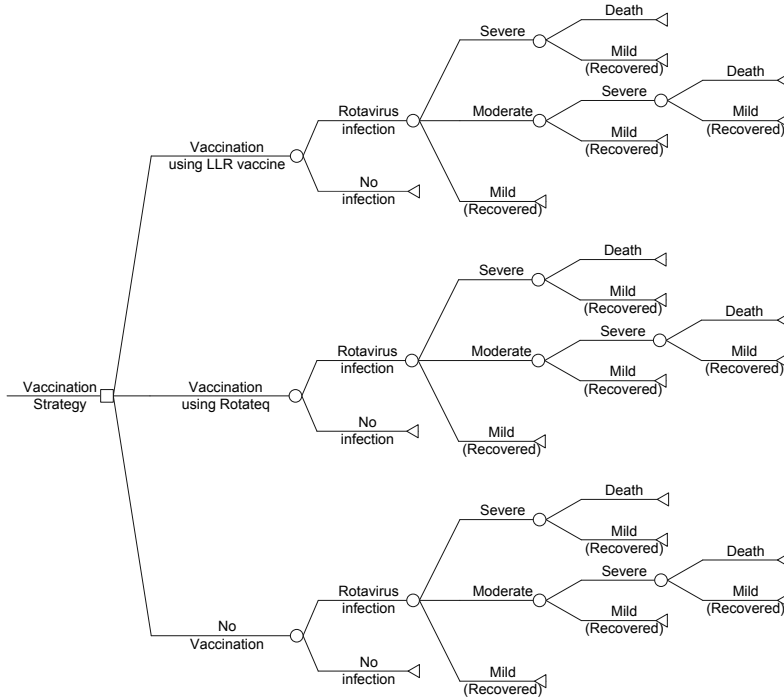 Death
Severe
Mild
(Recovered)
Severe
Death
Rotavirus
infection
Moderate
Mild
(Recovered)
Mild
(Recovered)
Vaccination
using LLR vaccine
No
infection
Mild
(Recovered)
Death
Severe
Mild
(Recovered)
Severe
Death
Rotavirus
infection
Moderate
Mild
(Recovered)
Mild
(Recovered)
Vaccination
Strategy
Vaccination
using Rotateq
No
infection
Mild
(Recovered)
Death
Severe
Mild
(Recovered)
Severe
Death
Rotavirus
infection
Moderate
Mild
(Recovered)
Mild
(Recovered)
No
Vaccination
No
infection
Mild
(Recovered)